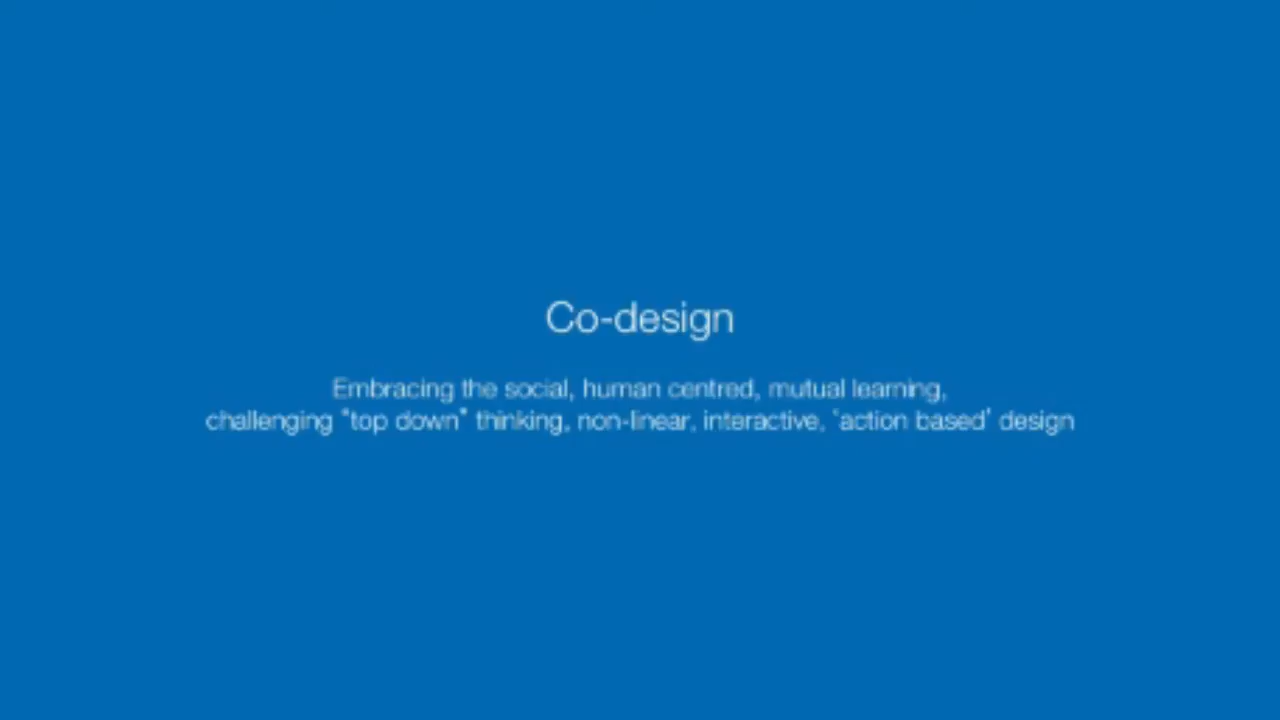 Co-design
Embracing the social, human centred, mutual learning,
challenging "top down" thinking, non-linear, interactive, 'action based' design